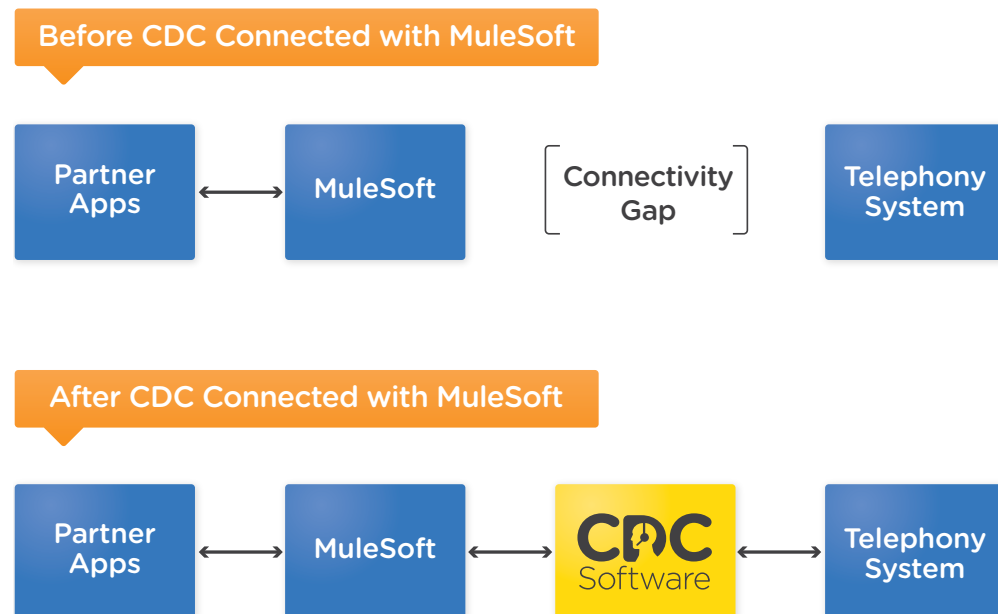 Before CDC Connected with MuleSoft
Partner
Apps
MuleSoft
Connectivity
Gap
Telephony
System
After CDC Connected with MuleSoft
Partner
Apps
MuleSoft
CDC
Software
Telephony
System